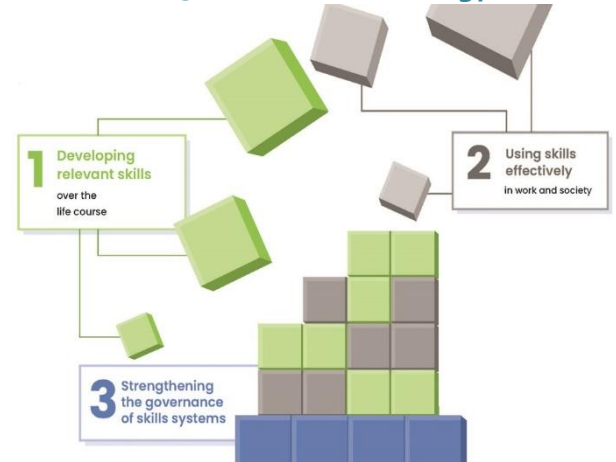 1
Developing
relevant skills
over the
life course
2
Using skills
effectively
in work and society
3
Strengthening
the governance
of skills systems